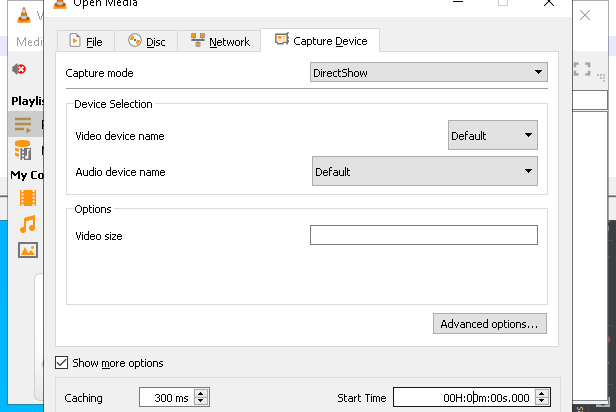 Open Media
V
Medi
File
Disc
Network
Capture Device
Capture mode
DirectShow
Playlis
Device Selection
Video device name
Default
Audio device name
Default
My Co
Options
Video size
Advanced options...
Show more options
Caching
300 ms
Start Time
00H:00m:00s.000